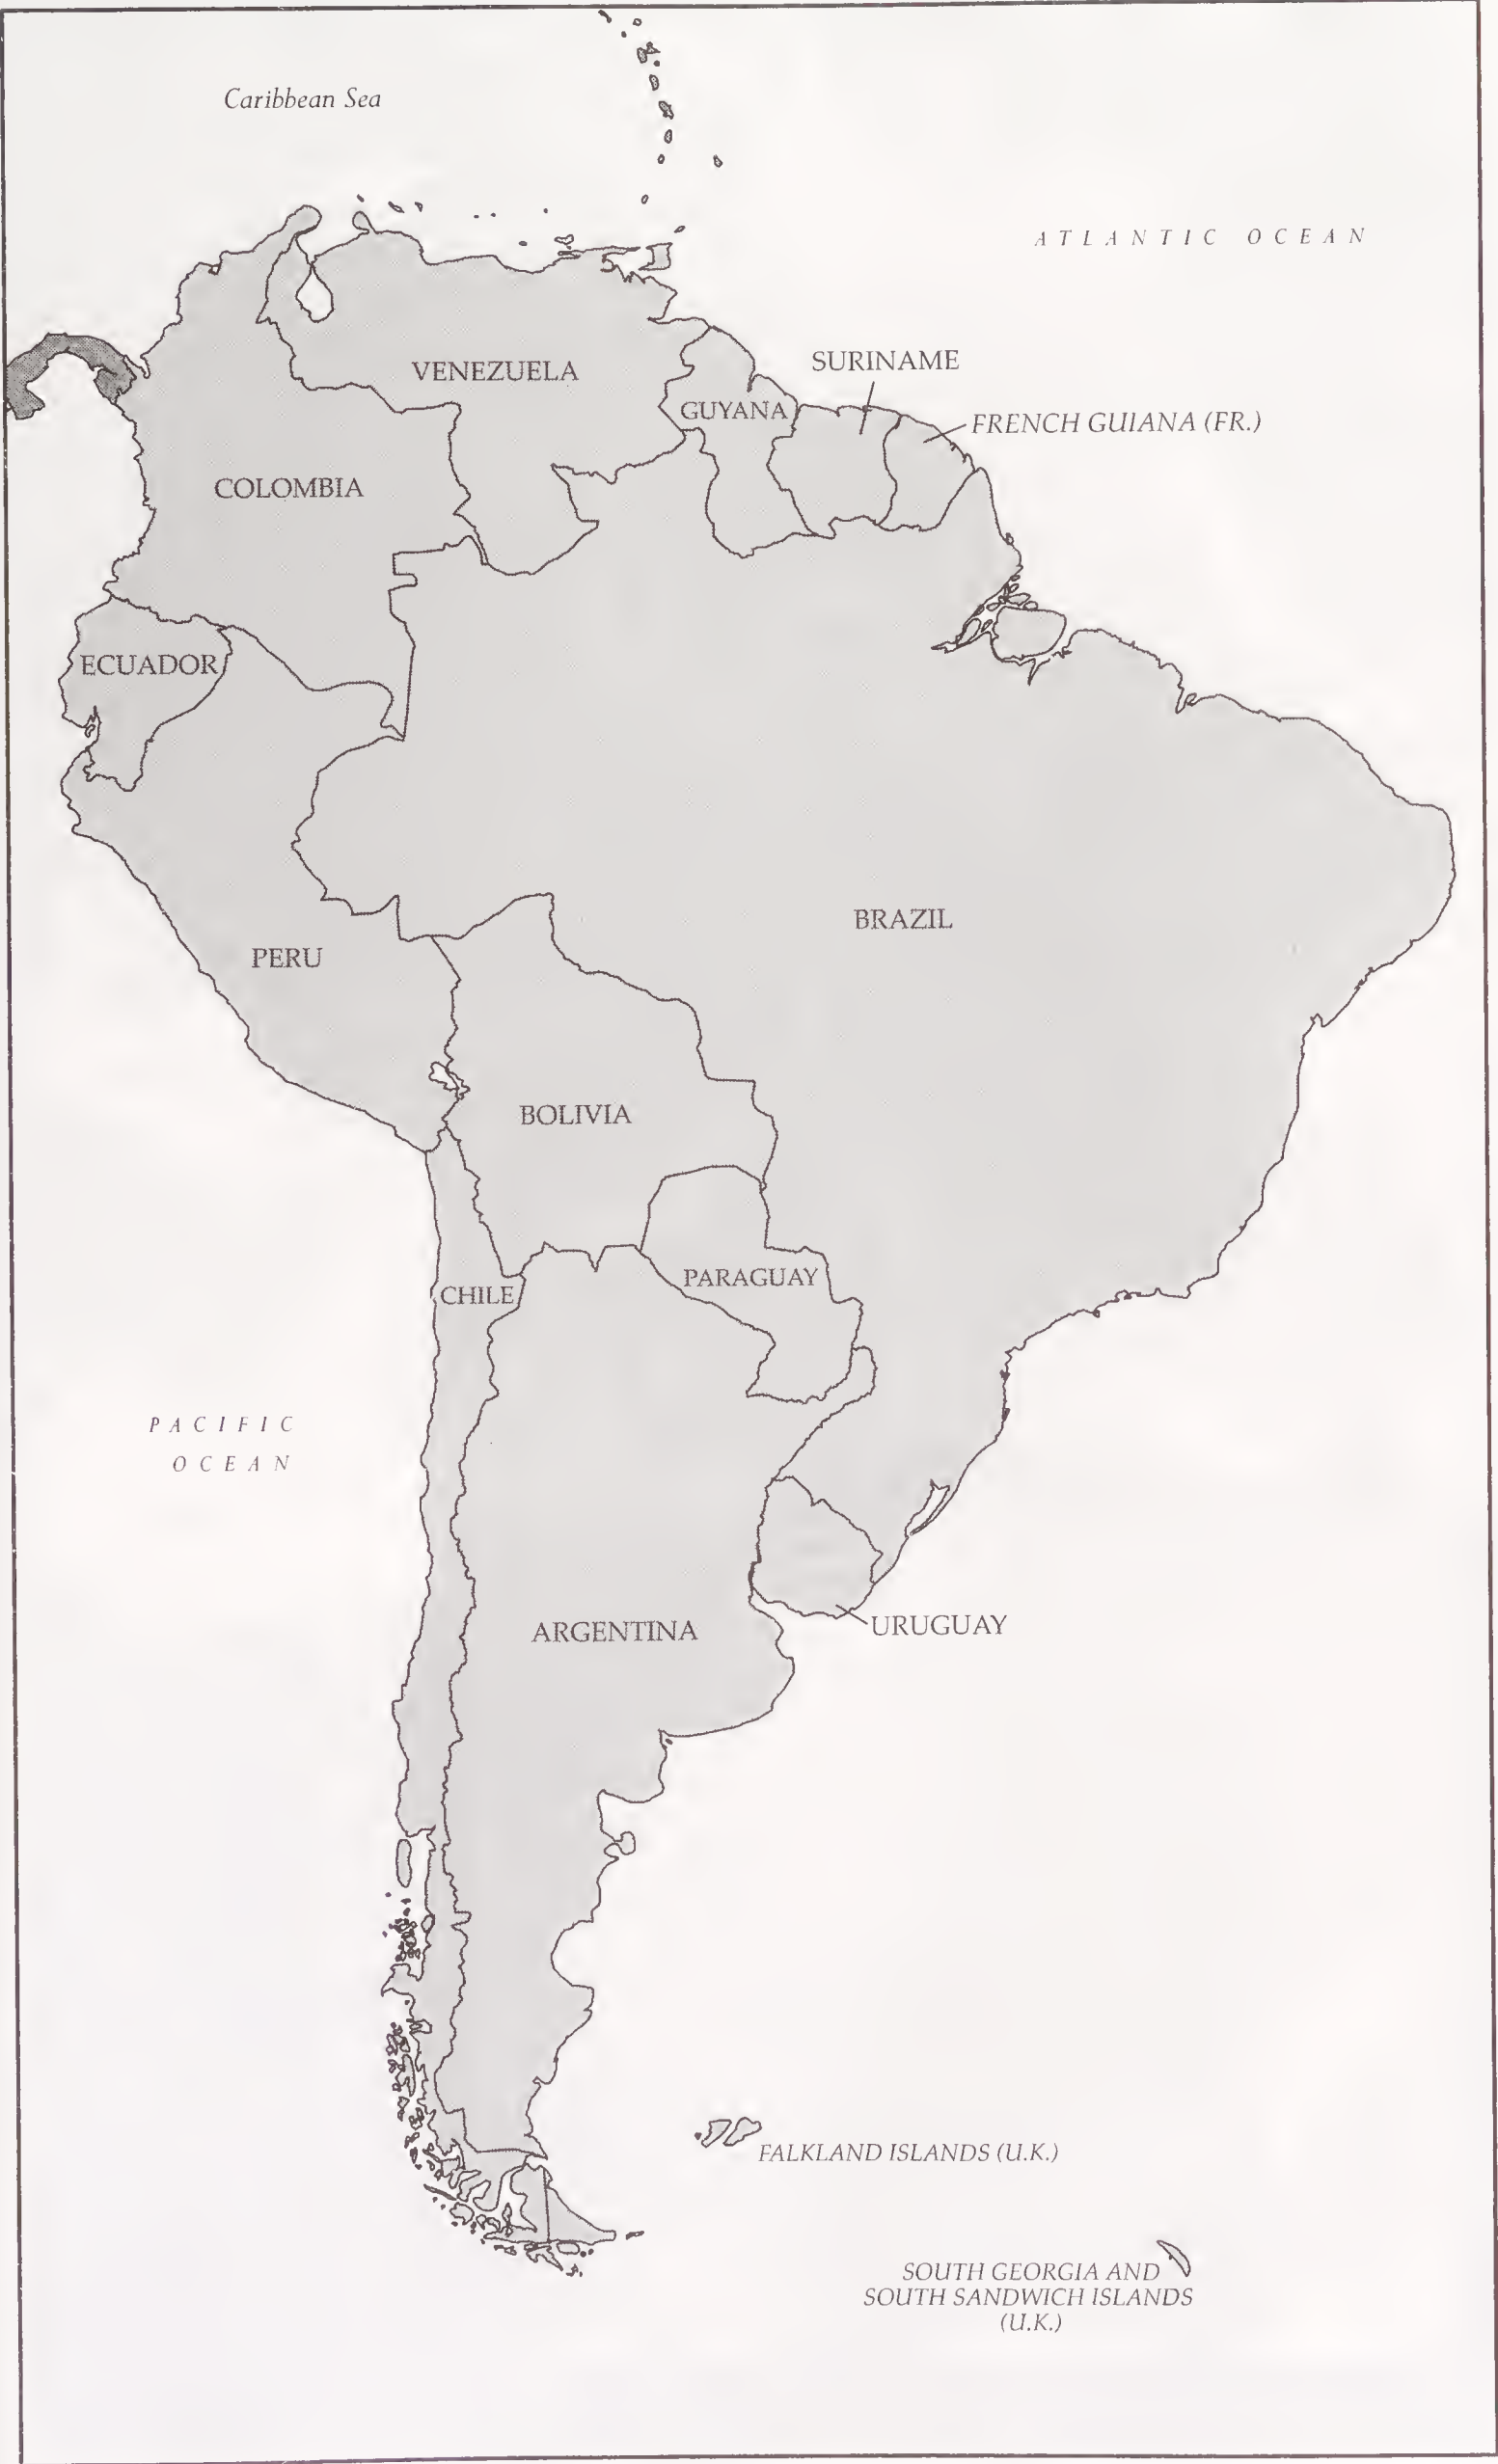 Caribbean Sea
ATLANTIC OCEAN
VENEZUELA
SURINAME
GUYANA
FRENCH GUIANA (FR.)
COLOMBIA
ECUADOR
BRAZIL
PERU
BOLIVIA
PARAGUAY
CHILE
PACIFIC
OCEAN
ARGENTINA
URUGUAY
FALKLAND ISLANDS (U.K.)
SOUTH GEORGIA AND
SOUTH SANDWICH ISLANDS
(U.K.)